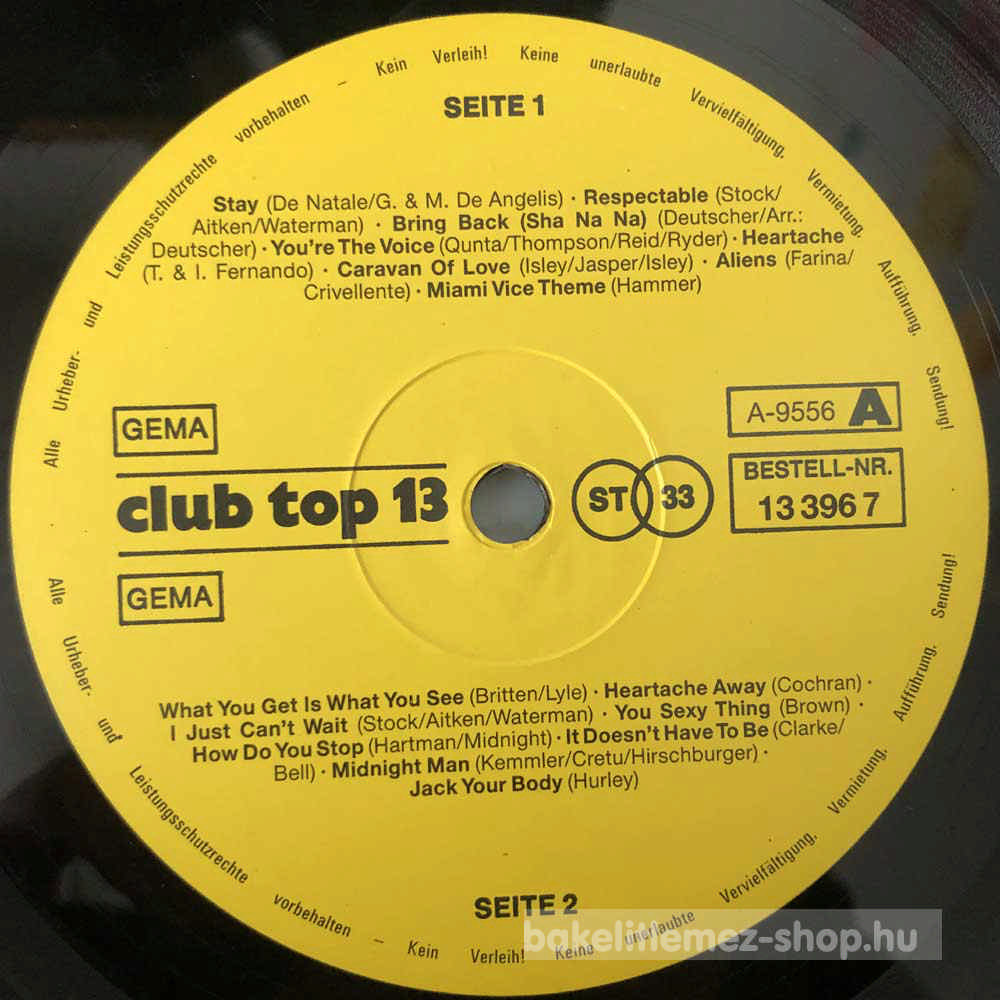 Alle Urheber- und Leistungsschutzrechte vorbehalten – Kein Verleih! Keine unerlaubte Vervielfältigung, Vermietung, Aufführung, Sendung!
SEITE 1
Stay (De Natale/G. & M. De Angelis) · Respectable (Stock/
Aitken/Waterman) · Bring Back (Sha Na Na) (Deutscher/Arr.:
Deutscher) · You're The Voice (Qunta/Thompson/Reid/Ryder) · Heartache
(T. & I. Fernando) · Caravan Of Love (Isley/Jasper/Isley) · Aliens (Farina/
Crivellente) · Miami Vice Theme (Hammer)
GEMA
club top 13
GEMA
ST 33
A-9556 A
BESTELL-NR.
13 396 7
What You Get Is What You See (Britten/Lyle) · Heartache Away (Cochran) ·
I Just Can't Wait (Stock/Aitken/Waterman) · You Sexy Thing (Brown) ·
How Do You Stop (Hartman/Midnight) · It Doesn't Have To Be (Clarke/
Bell) · Midnight Man (Kemmler/Cretu/Hirschburger) ·
Jack Your Body (Hurley)
SEITE 2
Alle Urheber- und Leistungsschutzrechte vorbehalten – Kein Verleih! Keine unerlaubte Vervielfältigung, Vermietung, Aufführung, Sendung!
bakelitlemez-shop.hu